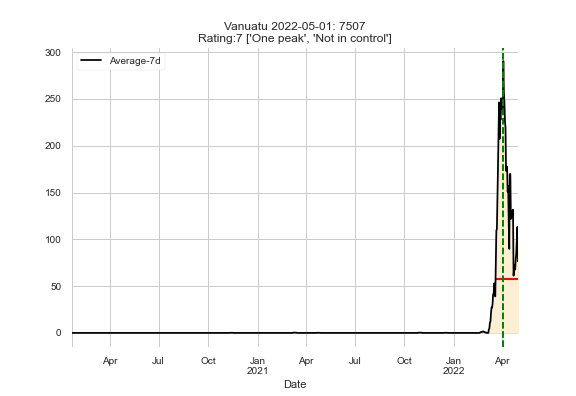 Vanuatu 2022-05-01: 7507
Rating:7 ['One peak', 'Not in control']
Average-7d
300
250
200
150
100
50
0
Apr Jul Oct Jan Apr Jul Oct Jan Apr
2021 2022
Date